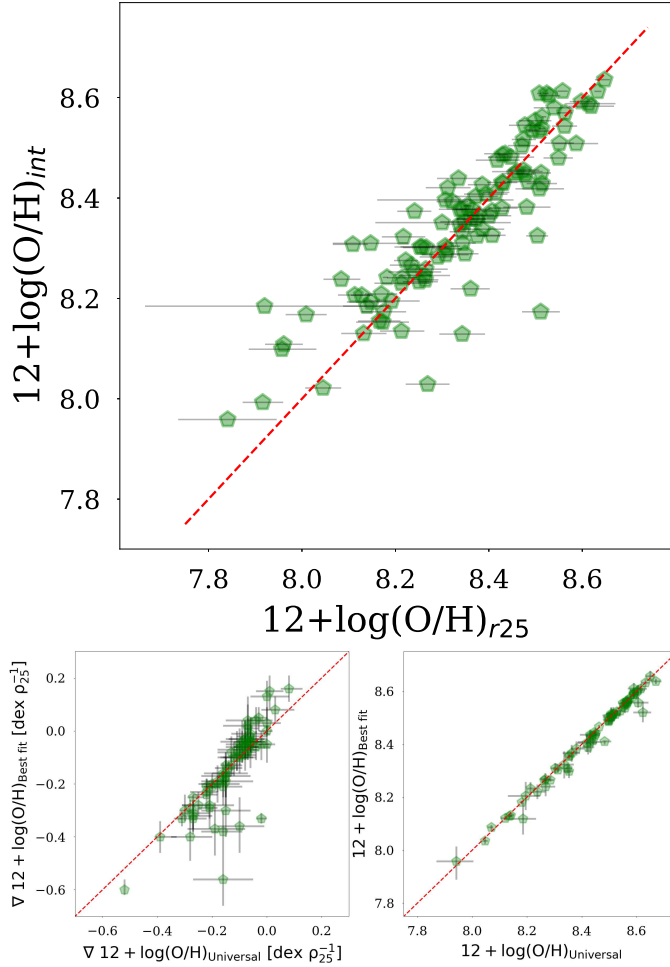 12+log(O/H)int
8.6
8.4
8.2
8.0
7.8
7.8 8.0 8.2 8.4 8.6
12+log(O/H)r25
∇ 12 + log(O/H)Best fit [dex ρ25−1]
0.2
0.0
−0.2
−0.4
−0.6
−0.6 −0.4 −0.2 0.0 0.2
∇ 12 + log(O/H)Universal [dex ρ25−1]
12 + log(O/H)Best fit
8.6
8.4
8.2
8.0
7.8
7.8 8.0 8.2 8.4 8.6
12 + log(O/H)Universal